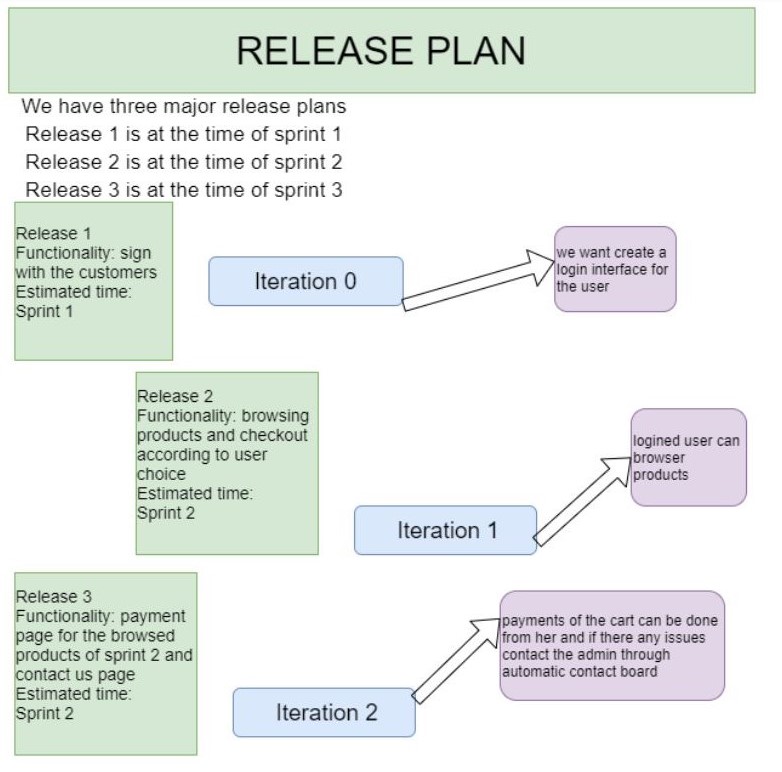 RELEASE PLAN
We have three major release plans
Release 1 is at the time of sprint 1
Release 2 is at the time of sprint 2
Release 3 is at the time of sprint 3
Release 1
Functionality: sign
with the customers
Estimated time:
Sprint 1
Iteration 0
we want create a
login interface for
the user
Release 2
Functionality: browsing
products and checkout
according to user
choice
Estimated time:
Sprint 2
Iteration 1
logined user can
browser
products
Release 3
Functionality: payment
page for the browsed
products of sprint 2 and
contact us page
Estimated time:
Sprint 2
Iteration 2
payments of the cart can be done
from her and if there any issues
contact the admin through
automatic contact board